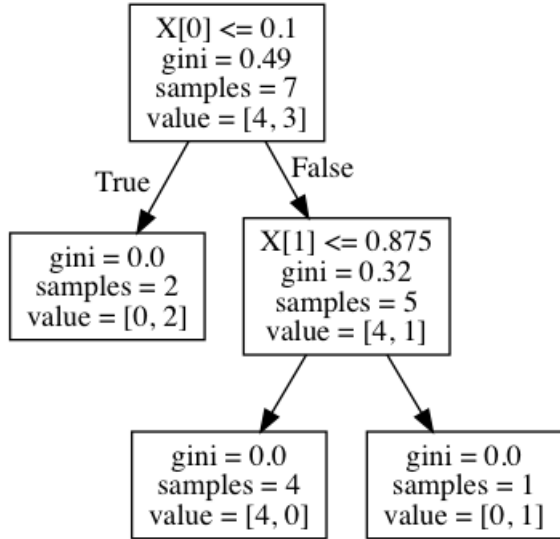 X[0] <= 0.1
gini = 0.49
samples = 7
value = [4, 3]
True
False
gini = 0.0
samples = 2
value = [0, 2]
X[1] <= 0.875
gini = 0.32
samples = 5
value = [4, 1]
gini = 0.0
samples = 4
value = [4, 0]
gini = 0.0
samples = 1
value = [0, 1]